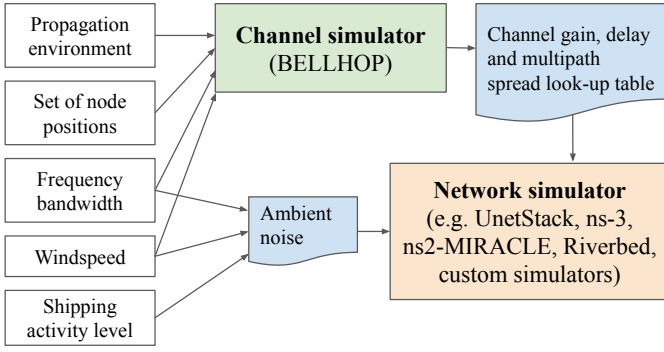 Propagation
environment
Set of node
positions
Frequency
bandwidth
Windspeed
Shipping
activity level
Channel simulator
(BELLHOP)
Ambient
noise
Channel gain, delay
and multipath
spread look-up table
Network simulator
(e.g. UnetStack, ns-3,
ns2-MIRACLE, Riverbed,
custom simulators)